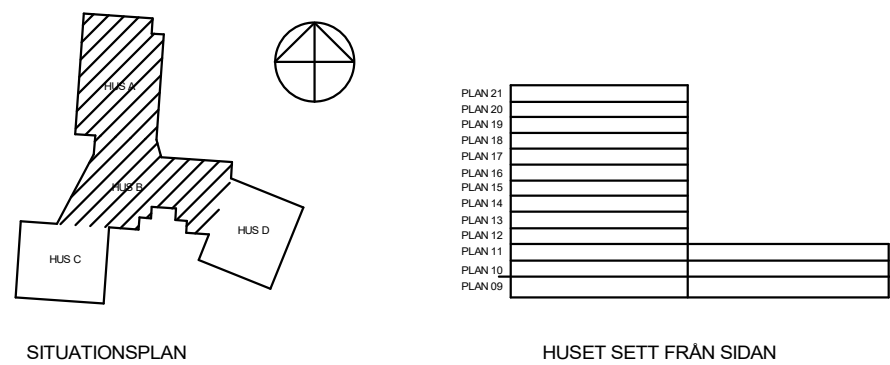 HUS A
HUS B
HUS C
HUS D
SITUATIONSPLAN
PLAN 21
PLAN 20
PLAN 19
PLAN 18
PLAN 17
PLAN 16
PLAN 15
PLAN 14
PLAN 13
PLAN 12
PLAN 11
PLAN 10
PLAN 09
HUSET SETT FRÅN SIDAN